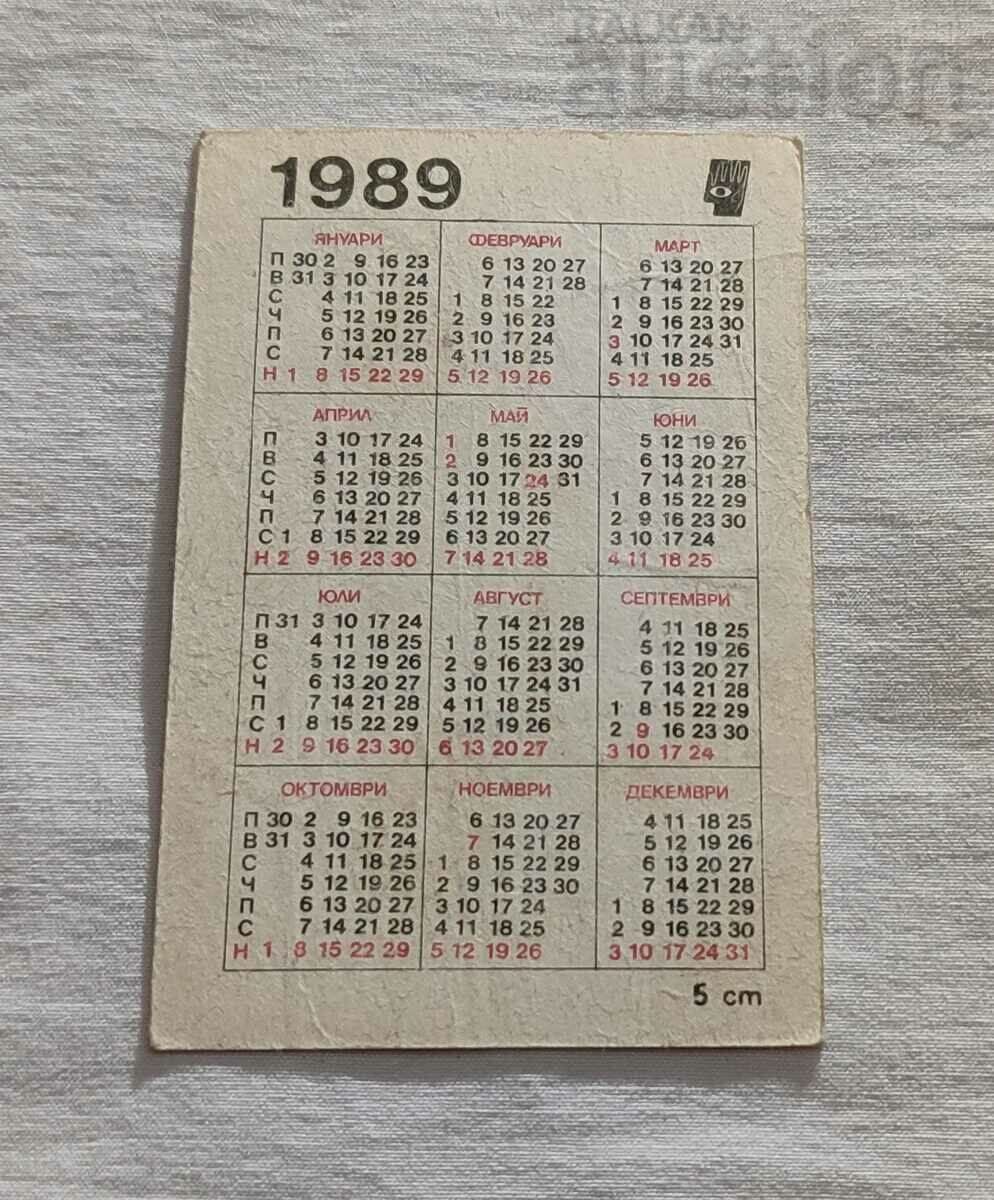 1989
ЯНУАРИ ФЕВРУАРИ МАРТ
П 30 2 9 16 23 6 13 20 27 6 13 20 27
В 31 3 10 17 24 7 14 21 28 7 14 21 28
С 4 11 18 25 1 8 15 22 1 8 15 22 29
Ч 5 12 19 26 2 9 16 23 2 9 16 23 30
П 6 13 20 27 3 10 17 24 3 10 17 24 31
С 7 14 21 28 4 11 18 25 4 11 18 25
Н 1 8 15 22 29 5 12 19 26 5 12 19 26
АПРИЛ МАЙ ЮНИ
П 3 10 17 24 1 8 15 22 29 5 12 19 26
В 4 11 18 25 2 9 16 23 30 6 13 20 27
С 5 12 19 26 3 10 17 24 31 7 14 21 28
Ч 6 13 20 27 4 11 18 25 1 8 15 22 29
П 7 14 21 28 5 12 19 26 2 9 16 23 30
С 1 8 15 22 29 6 13 20 27 3 10 17 24
Н 2 9 16 23 30 7 14 21 28 4 11 18 25
ЮЛИ АВГУСТ СЕПТЕМВРИ
П 31 3 10 17 24 7 14 21 28 4 11 18 25
В 4 11 18 25 1 8 15 22 29 5 12 19 26
С 5 12 19 26 2 9 16 23 30 6 13 20 27
Ч 6 13 20 27 3 10 17 24 31 7 14 21 28
П 7 14 21 28 4 11 18 25 1 8 15 22 29
С 1 8 15 22 29 5 12 19 26 2 9 16 23 30
Н 2 9 16 23 30 6 13 20 27 3 10 17 24
ОКТОМВРИ НОЕМВРИ ДЕКЕМВРИ
П 30 2 9 16 23 6 13 20 27 4 11 18 25
В 31 3 10 17 24 7 14 21 28 5 12 19 26
С 4 11 18 25 1 8 15 22 29 6 13 20 27
Ч 5 12 19 26 2 9 16 23 30 7 14 21 28
П 6 13 20 27 3 10 17 24 1 8 15 22 29
С 7 14 21 28 4 11 18 25 2 9 16 23 30
Н 1 8 15 22 29 5 12 19 26 3 10 17 24 31
5 cm